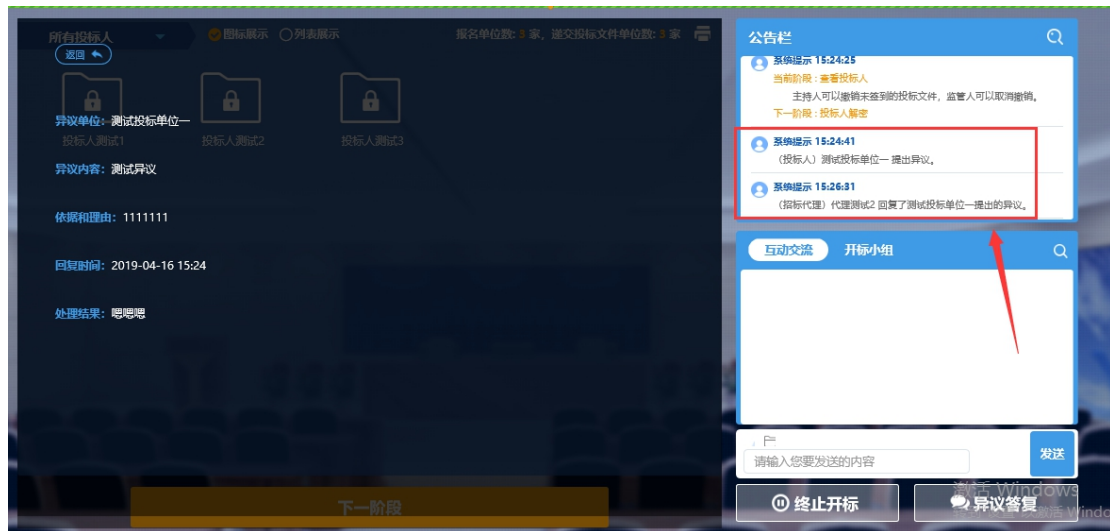 所有投标人
图标展示 列表展示
报名单位数: 3 家, 递交投标文件单位数: 3 家
返回
异议单位: 测试投标单位一
投标人测试1
投标人测试2
投标人测试3
异议内容: 测试异议
依据和理由: 1111111
回复时间: 2019-04-16 15:24
处理结果: 嗯嗯嗯
下一阶段
公告栏
系统提示 15:24:25
当前阶段 : 查看投标人
主持人可以撤销未签到的投标文件, 监管人可以取消撤销。
下一阶段 : 投标人解密
系统提示 15:24:41
(投标人) 测试投标单位一 提出异议。
系统提示 15:26:31
(招标代理) 代理测试2 回复了测试投标单位一提出的异议。
互动交流 开标小组
请输入您要发送的内容
发送
终止开标
异议答复
激活 Windows